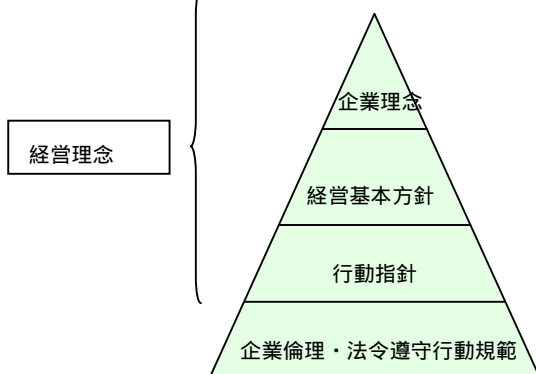 企業理念
経営理念
経営基本方針
行動指針
企業倫理・法令遵守行動規範